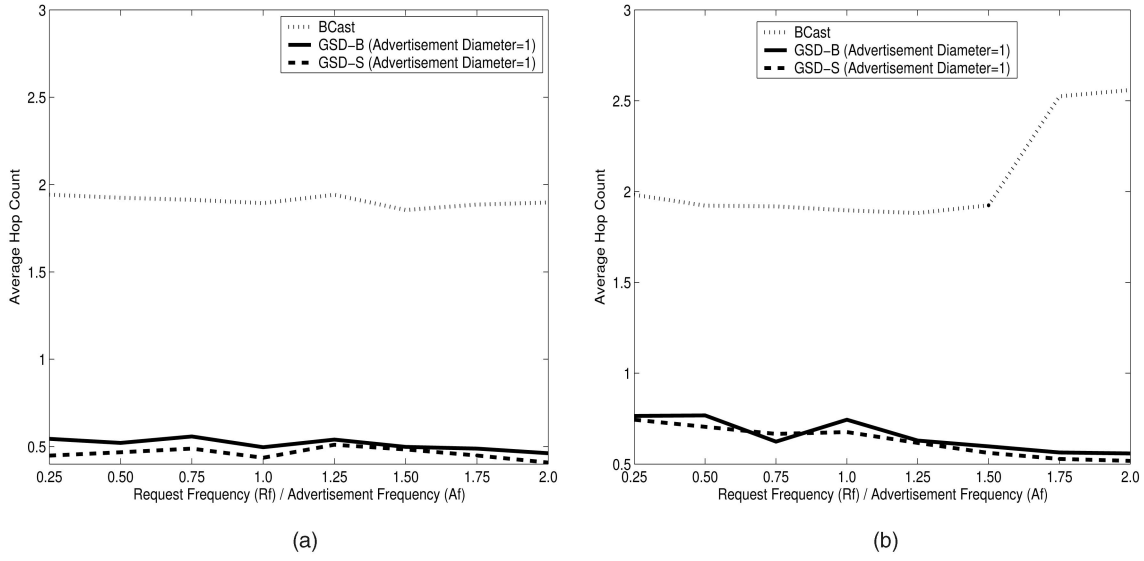 3
2.5
2
1.5
1
0.5
Average Hop Count
BCast
GSD−B (Advertisement Diameter=1)
GSD−S (Advertisement Diameter=1)
0.25 0.50 0.75 1.0 1.25 1.50 1.75 2.0
Request Frequency (Rf) / Advertisement Frequency (Af)
(a)
3
2.5
2
1.5
1
0.5
Average Hop Count
BCast
GSD−B (Advertisement Diameter=1)
GSD−S (Advertisement Diameter=1)
0.25 0.50 0.75 1.0 1.25 1.50 1.75 2.0
Request Frequency (Rf) / Advertisement Frequency (Af)
(b)